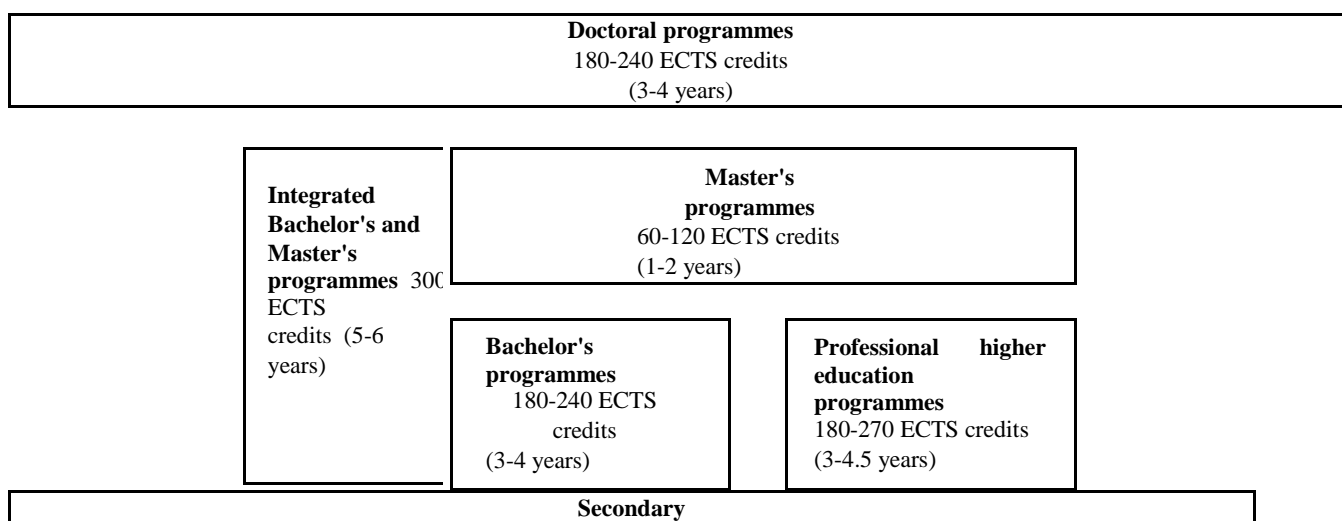 Doctoral programmes
180-240 ECTS credits
(3-4 years)
Integrated
Bachelor's and
Master's
programmes 300
ECTS
credits (5-6
years)
Master's
programmes
60-120 ECTS credits
(1-2 years)
Bachelor's
programmes
180-240 ECTS
credits
(3-4 years)
Professional higher
education
programmes
180-270 ECTS credits
(3-4.5 years)
Secondary